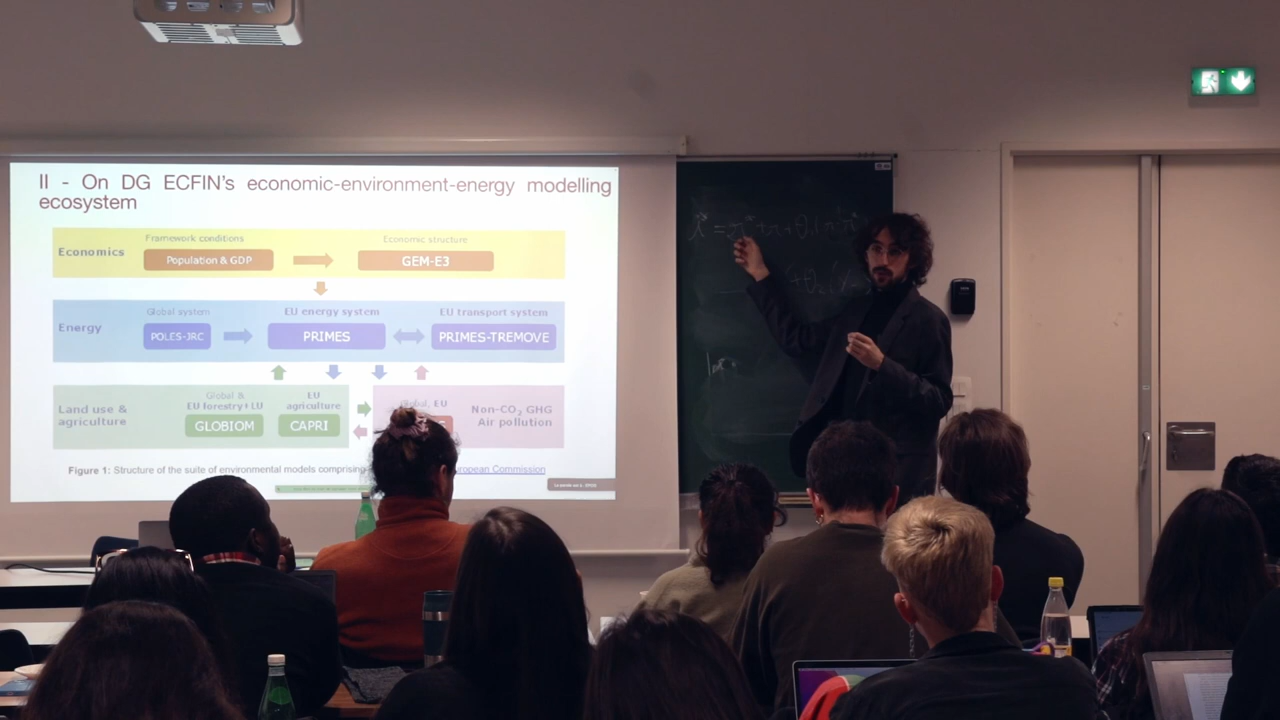 II - On DG ECFIN's economic-environment-energy modelling
ecosystem
Economics
Framework conditions
Population & GDP
Economic structure
GEM-E3
Energy
Global system
POLES-JRC
EU energy system
PRIMES
EU transport system
PRIMES-TREMOVE
Land use &
agriculture
Global &
EU forestry+LU
GLOBIOM
EU
agriculture
CAPRI
Global, EU
Non-CO₂ GHG
Air pollution
Figure 1: Structure of the suite of environmental models comprising
European Commission